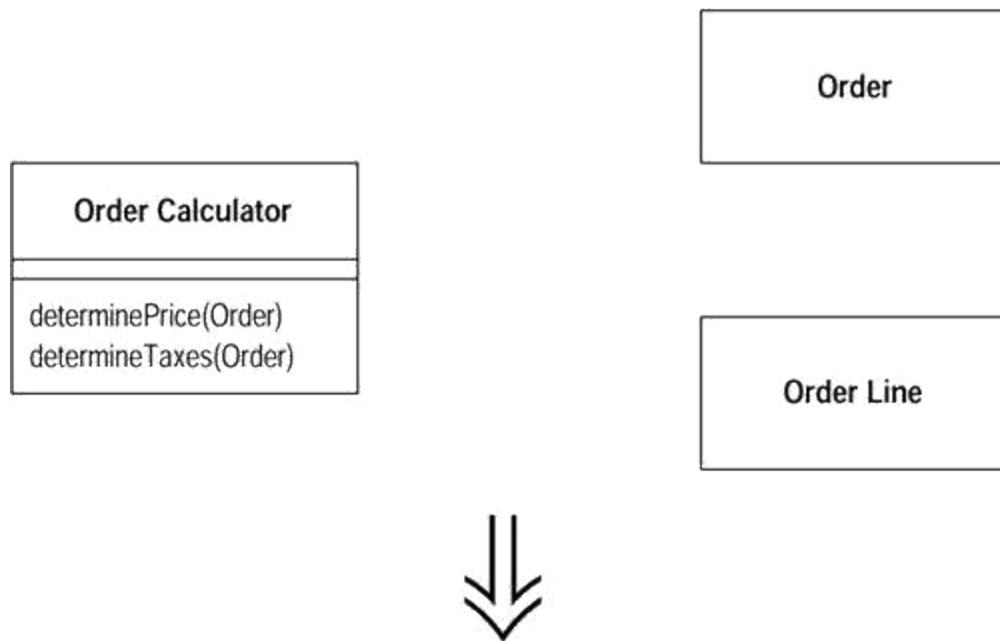 Order
Order Calculator
determinePrice(Order)
determineTaxes(Order)
Order Line